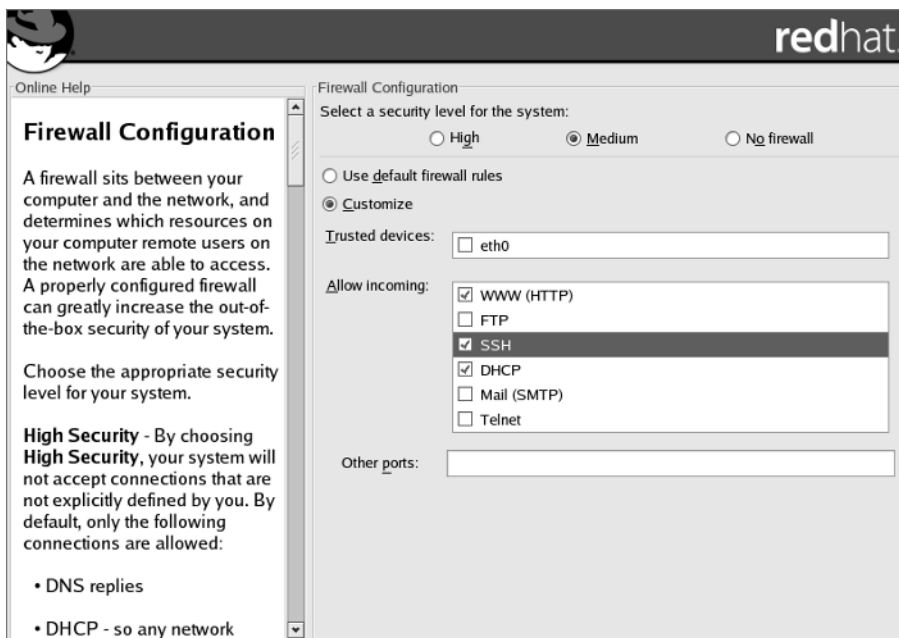 redhat.
Online Help
Firewall Configuration
A firewall sits between your
computer and the network, and
determines which resources on
your computer remote users on
the network are able to access.
A properly configured firewall
can greatly increase the out-of-
the-box security of your system.
Choose the appropriate security
level for your system.
High Security - By choosing
High Security, your system will
not accept connections that are
not explicitly defined by you. By
default, only the following
connections are allowed:
• DNS replies
• DHCP - so any network
Firewall Configuration
Select a security level for the system:
High Medium No firewall
Use default firewall rules
Customize
Trusted devices: eth0
Allow incoming: WWW (HTTP)
FTP
SSH
DHCP
Mail (SMTP)
Telnet
Other ports: